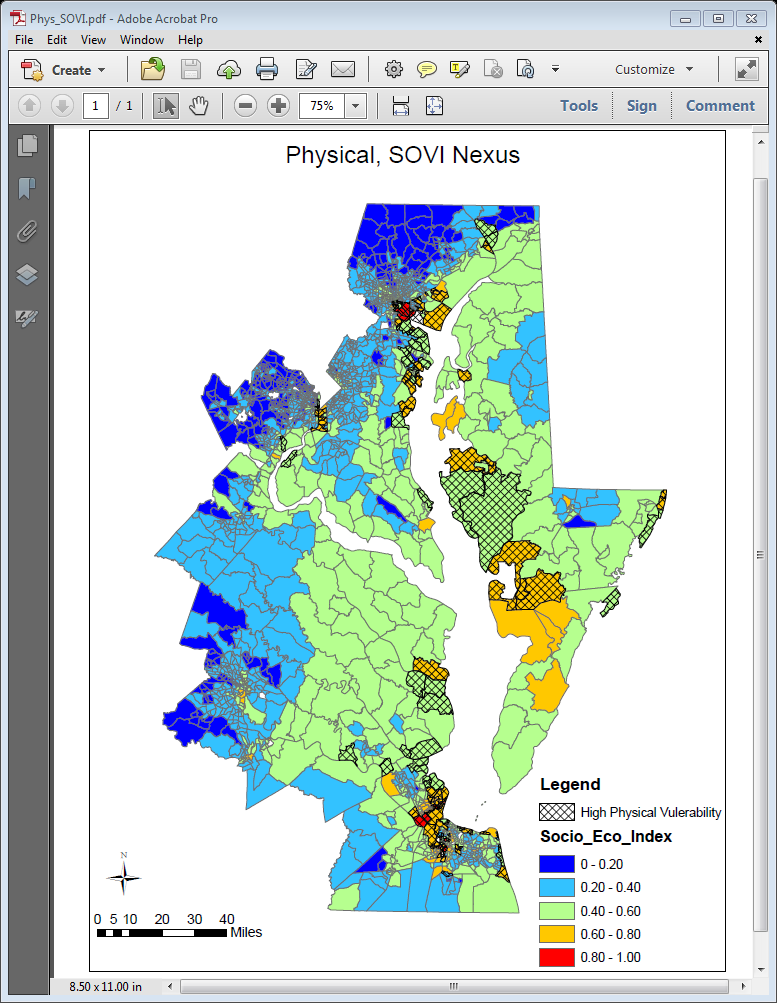 Phys_SOVI.pdf - Adobe Acrobat Pro
File Edit View Window Help
Create Customize
1 / 1 75% Tools Sign Comment
Physical, SOVI Nexus
Legend
High Physical Vulerability
Socio_Eco_Index
0 - 0.20
0.20 - 0.40
0.40 - 0.60
0.60 - 0.80
0.80 - 1.00
N
0 5 10 20 30 40
Miles
8.50 x 11.00 in